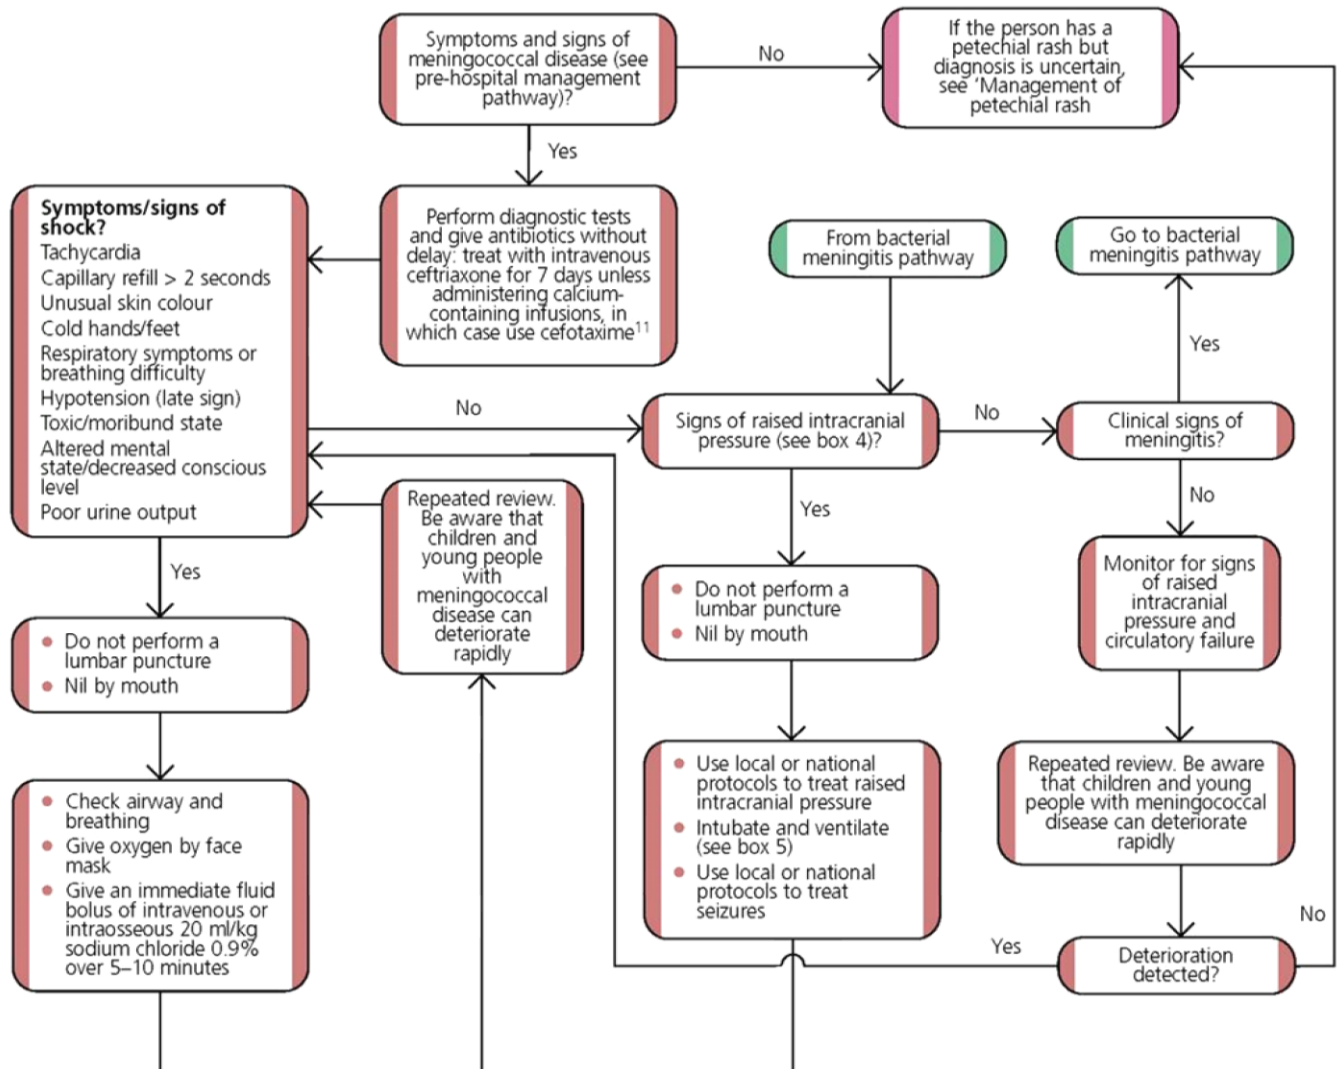 Symptoms and signs of
meningococcal disease (see
pre-hospital management
pathway)?
No
If the person has a
petechial rash but
diagnosis is uncertain,
see ‘Management of
petechial rash
Yes
Symptoms/signs of
shock?
Tachycardia
Capillary refill > 2 seconds
Unusual skin colour
Cold hands/feet
Respiratory symptoms or
breathing difficulty
Hypotension (late sign)
Toxic/moribund state
Altered mental
state/decreased conscious
level
Poor urine output
Perform diagnostic tests
and give antibiotics without
delay: treat with intravenous
ceftriaxone for 7 days unless
administering calcium-
containing infusions, in
which case use cefotaxime¹¹
From bacterial
meningitis pathway
Go to bacterial
meningitis pathway
Yes
No
Signs of raised intracranial
pressure (see box 4)?
No
Clinical signs of
meningitis?
Yes
No
Repeated review.
Be aware that
children and
young people
with
meningococcal
disease can
deteriorate
rapidly
Yes
● Do not perform a
lumbar puncture
● Nil by mouth
● Do not perform a
lumbar puncture
● Nil by mouth
Monitor for signs
of raised
intracranial
pressure and
circulatory failure
● Check airway and
breathing
● Give oxygen by face
mask
● Give an immediate fluid
bolus of intravenous or
intraosseous 20 ml/kg
sodium chloride 0.9%
over 5–10 minutes
● Use local or national
protocols to treat raised
intracranial pressure
● Intubate and ventilate
(see box 5)
● Use local or national
protocols to treat
seizures
Repeated review. Be aware
that children and young
people with meningococcal
disease can deteriorate
rapidly
No
Yes
Deterioration
detected?